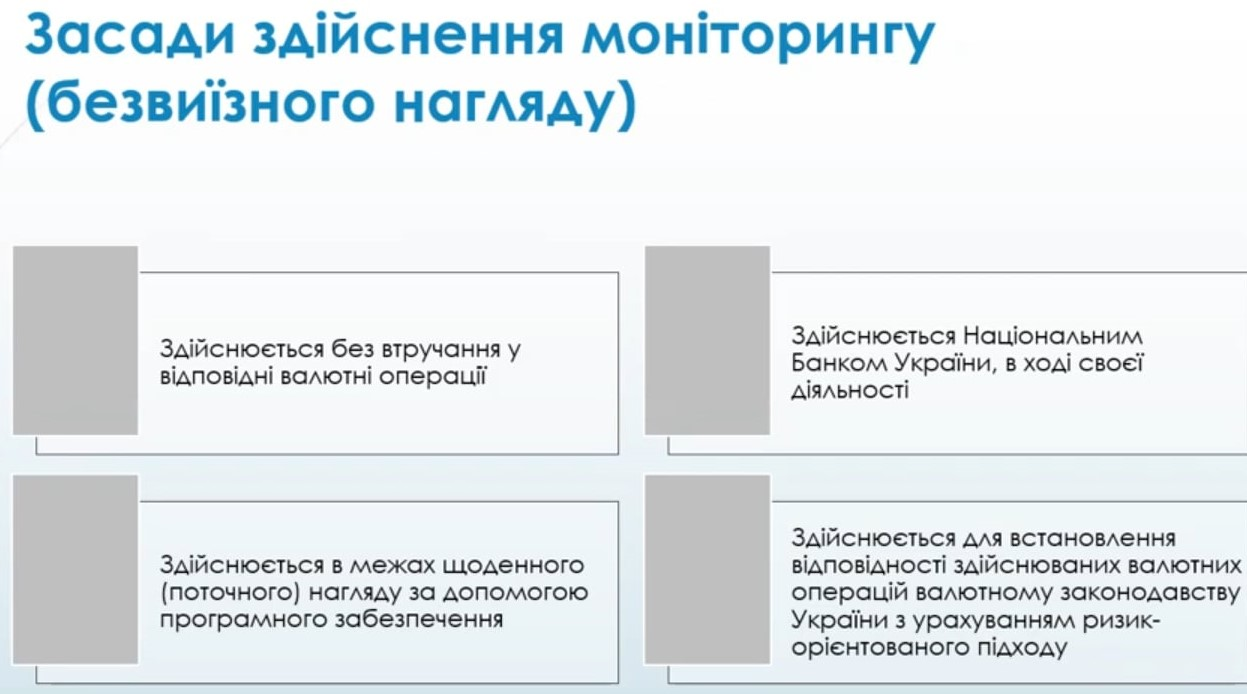 Засади здійснення моніторингу
(безвиїзного нагляду)
Здійснюється без втручання у
відповідні валютні операції
Здійснюється Національним
Банком України, в ході своєї
діяльності
Здійснюється в межах щоденного
(поточного) нагляду за допомогою
програмного забезпечення
Здійснюється для встановлення
відповідності здійснюваних валютних
операцій валютному законодавству
України з урахуванням ризик-
орієнтованого підходу